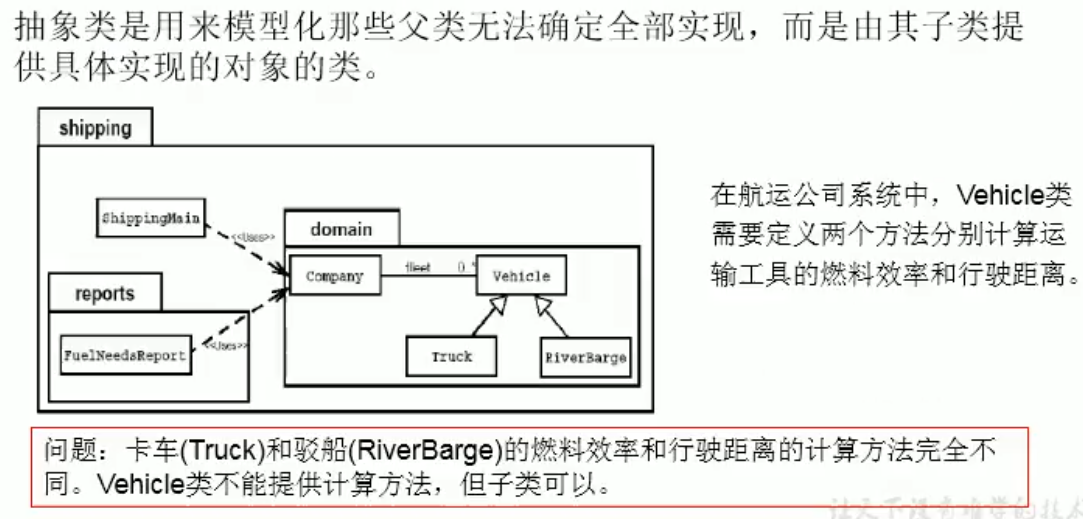 抽象类是用来模型化那些父类无法确定全部实现，而是由其子类提
供具体实现的对象的类。
shipping
ShippingMain
<<Uses>>
domain
Company
fleet
0..*
Vehicle
Truck
RiverBarge
reports
FuelNeedsReport
<<Uses>>
在航运公司系统中，Vehicle类
需要定义两个方法分别计算运
输工具的燃料效率和行驶距离。
问题：卡车(Truck)和驳船(RiverBarge)的燃料效率和行驶距离的计算方法完全不
同。Vehicle类不能提供计算方法，但子类可以。